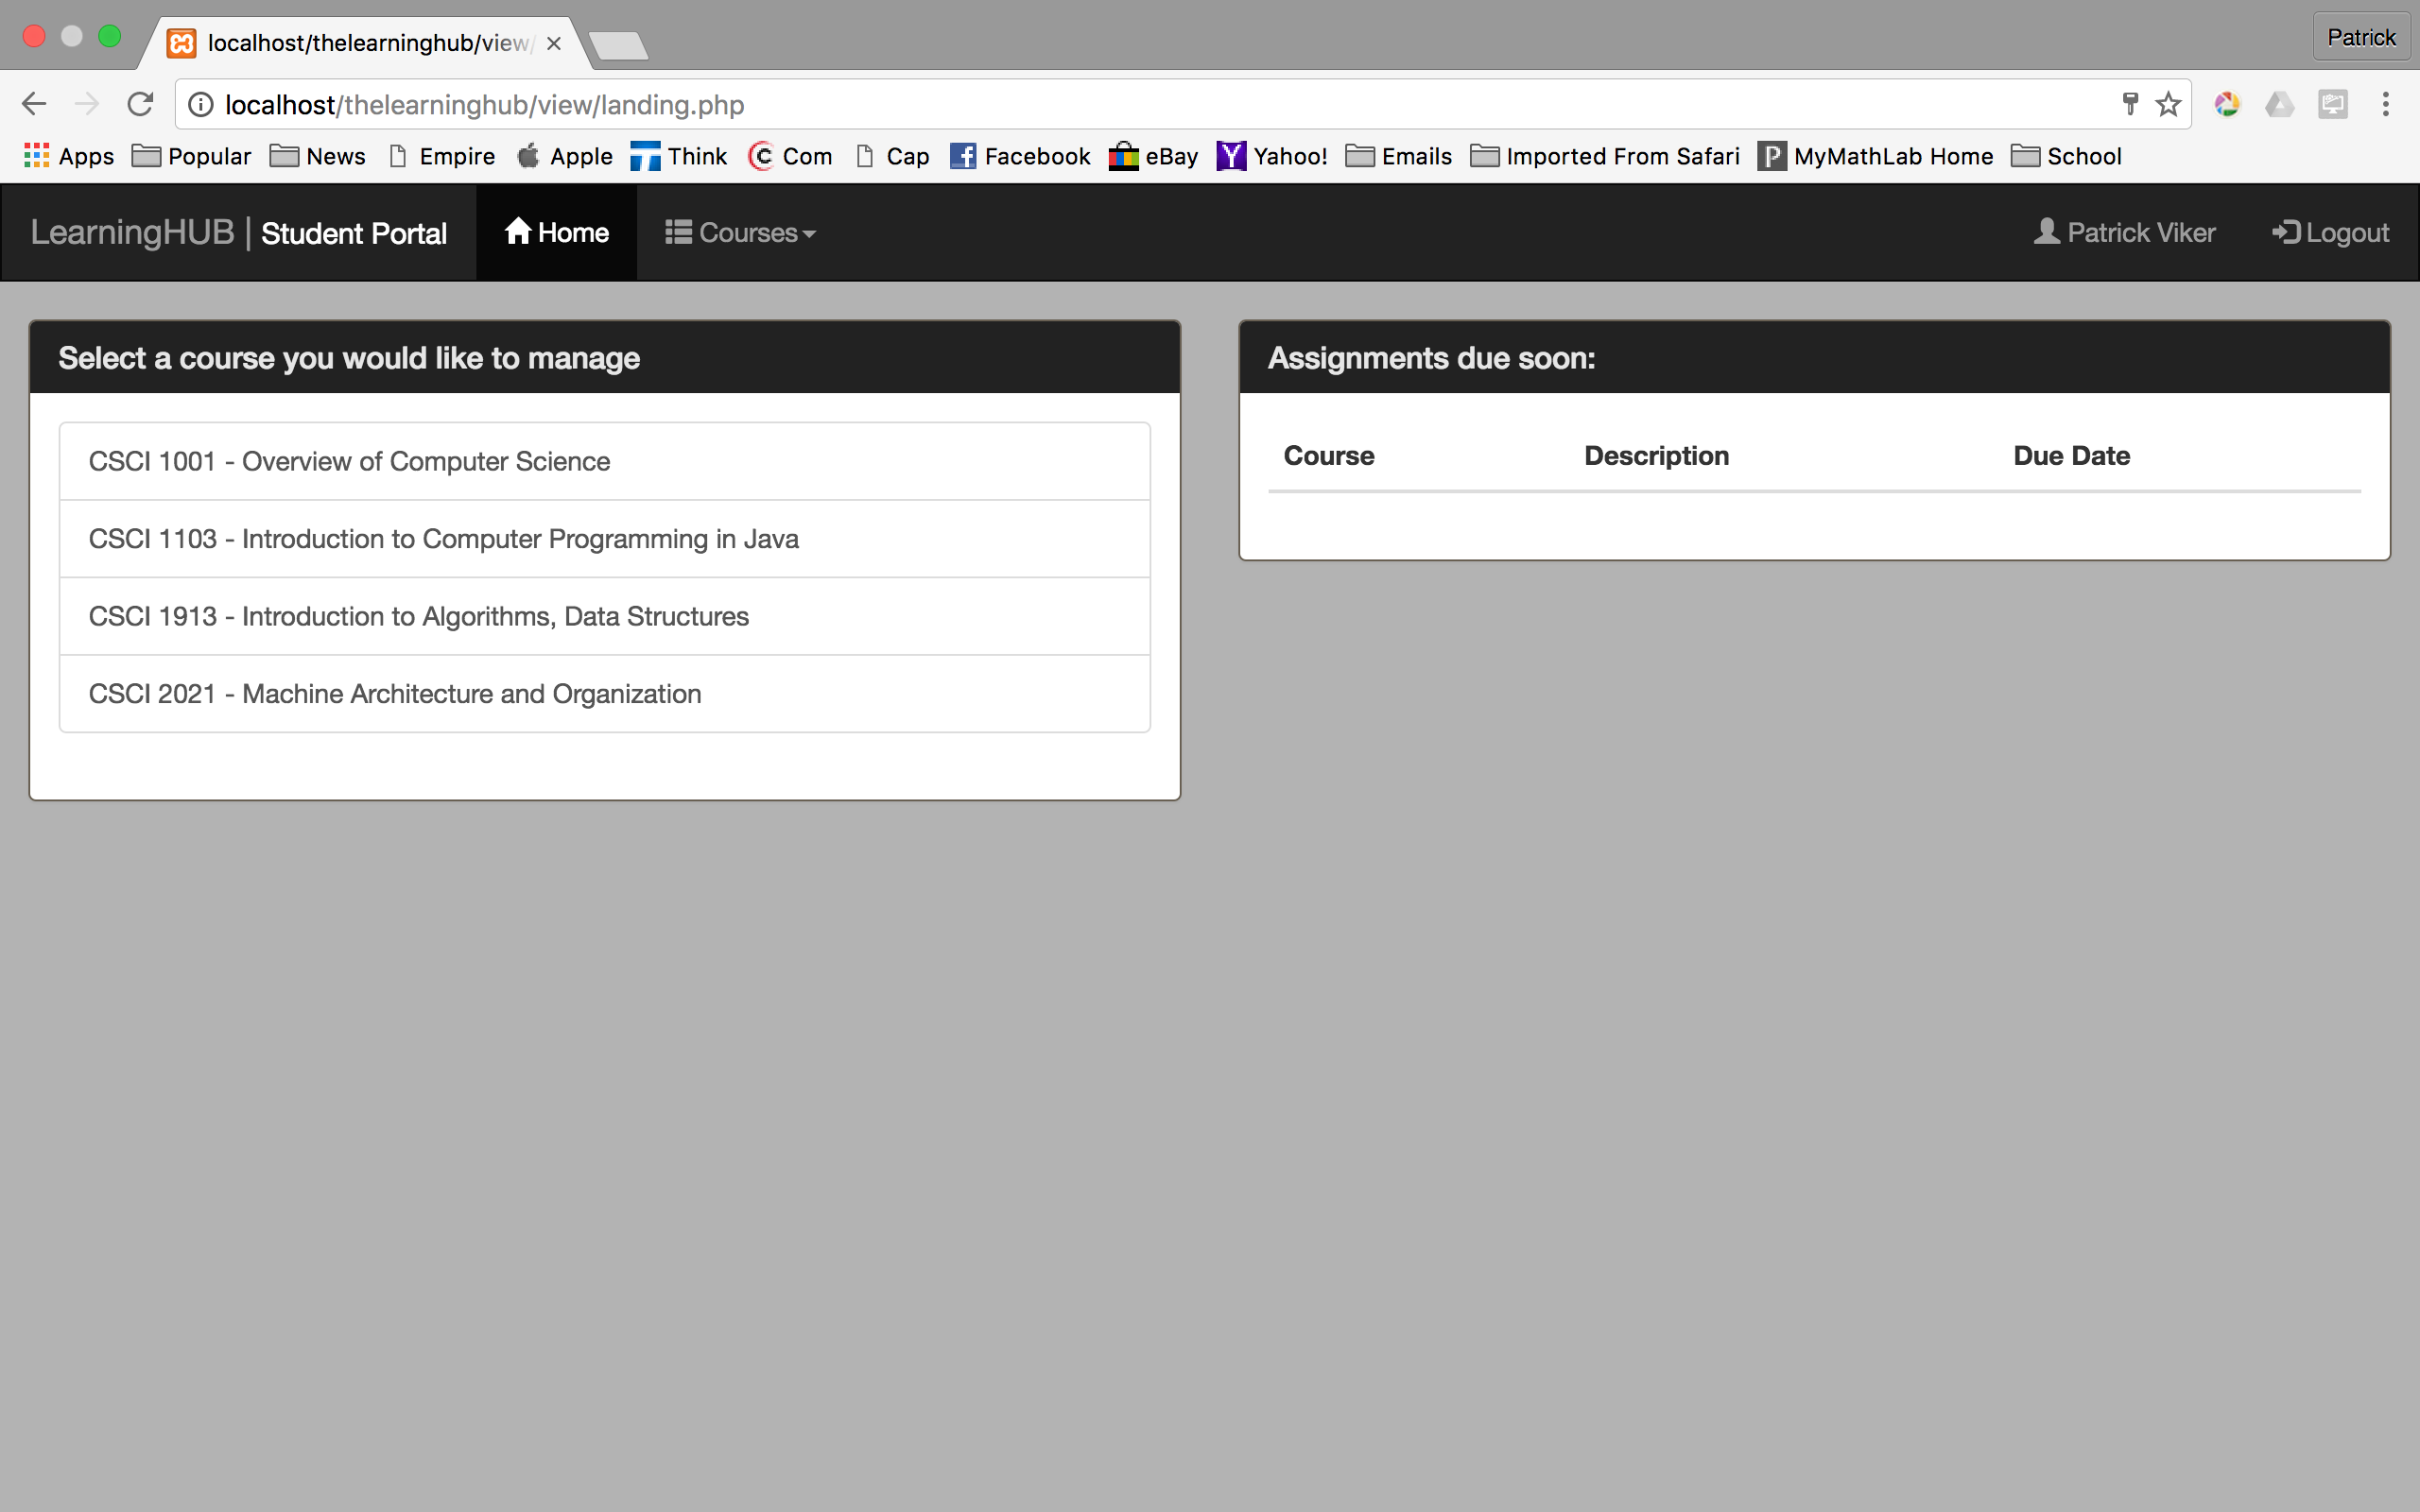 localhost/thelearninghub/view/
Patrick
localhost/thelearninghub/view/landing.php
Apps Popular News Empire Apple Think Com Cap Facebook eBay Yahoo! Emails Imported From Safari MyMathLab Home School
LearningHUB | Student Portal Home Courses Patrick Viker Logout
Select a course you would like to manage
CSCI 1001 - Overview of Computer Science
CSCI 1103 - Introduction to Computer Programming in Java
CSCI 1913 - Introduction to Algorithms, Data Structures
CSCI 2021 - Machine Architecture and Organization
Assignments due soon:
Course Description Due Date